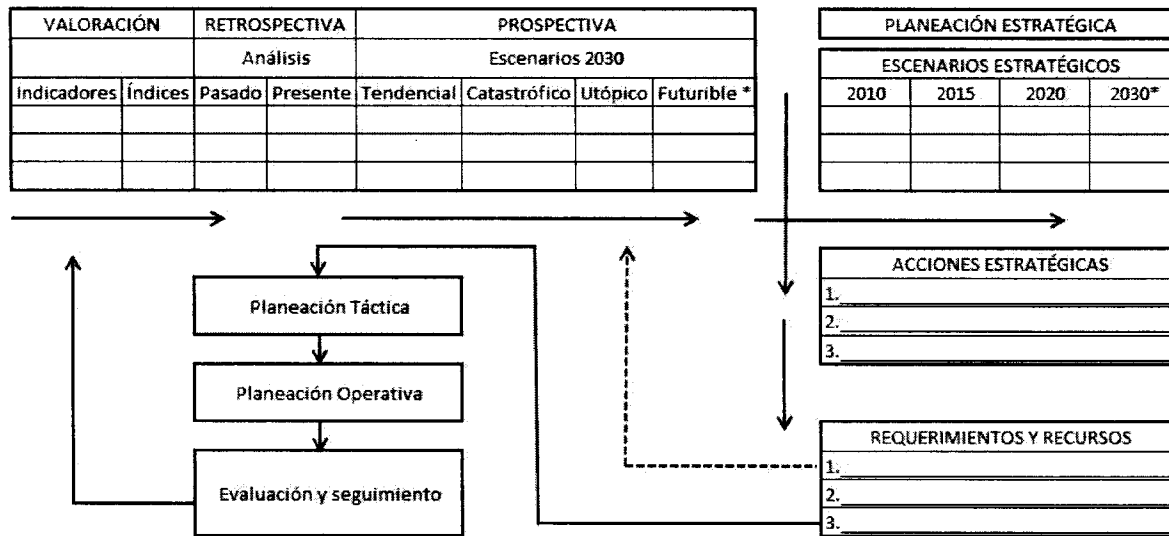 VALORACIÓN RETROSPECTIVA PROSPECTIVA
Análisis Escenarios 2030
Indicadores Índices Pasado Presente Tendencial Catastrófico Utópico Futurible *
PLANEACIÓN ESTRATÉGICA
ESCENARIOS ESTRATÉGICOS
2010 2015 2020 2030*
ACCIONES ESTRATÉGICAS
1.
2.
3.
Planeación Táctica
Planeación Operativa
Evaluación y seguimiento
REQUERIMIENTOS Y RECURSOS
1.
2.
3.